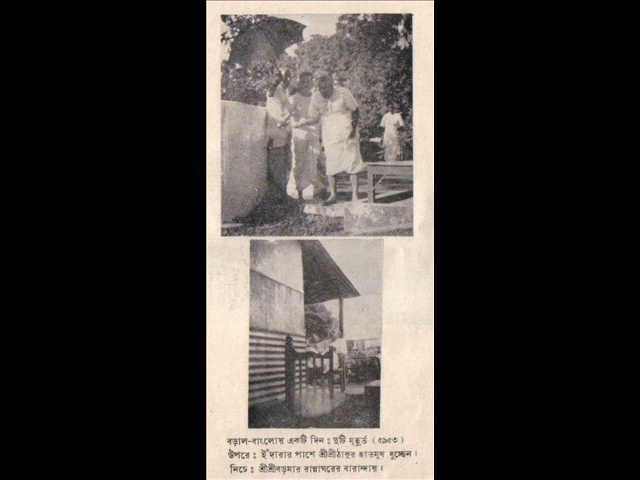 বড়াল-বাংলোয় একটি দিন : দুটি মুহূর্ত (১৯৫৩)
উপরে : ইঁদারার পাশে শ্রীশ্রীঠাকুর হাতমুখ ধুচ্ছেন।
নিচে : শ্রীশ্রীবড়মার রান্নাঘরের বারান্দায়।